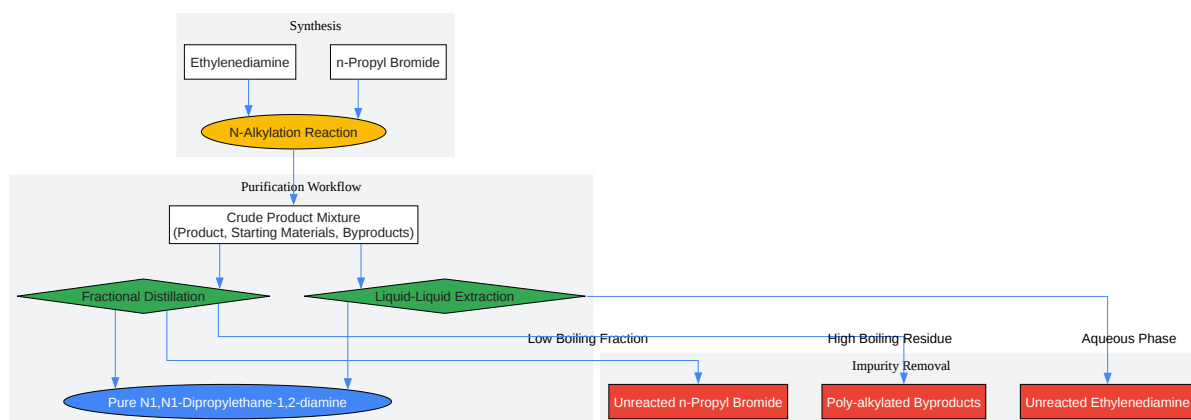 Synthesis
Ethylenediamine
n-Propyl Bromide
N-Alkylation Reaction
Purification Workflow
Crude Product Mixture
(Product, Starting Materials, Byproducts)
Fractional Distillation
Liquid-Liquid Extraction
Low Boiling Fraction
High Boiling Residue
Aqueous Phase
Impurity Removal
Pure N1,N1-Dipropylethane-1,2-diamine
Unreacted n-Propyl Bromide
Poly-alkylated Byproducts
Unreacted Ethylenediamine